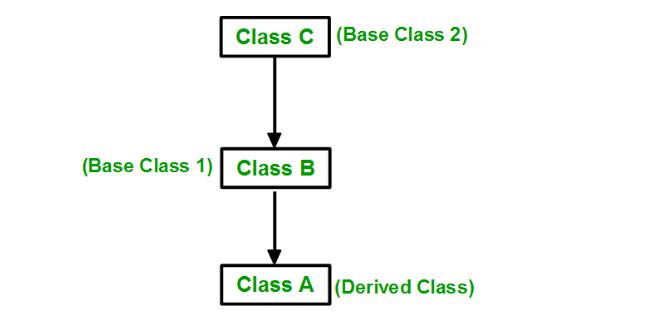 Class C (Base Class 2)
(Base Class 1) Class B
Class A (Derived Class)